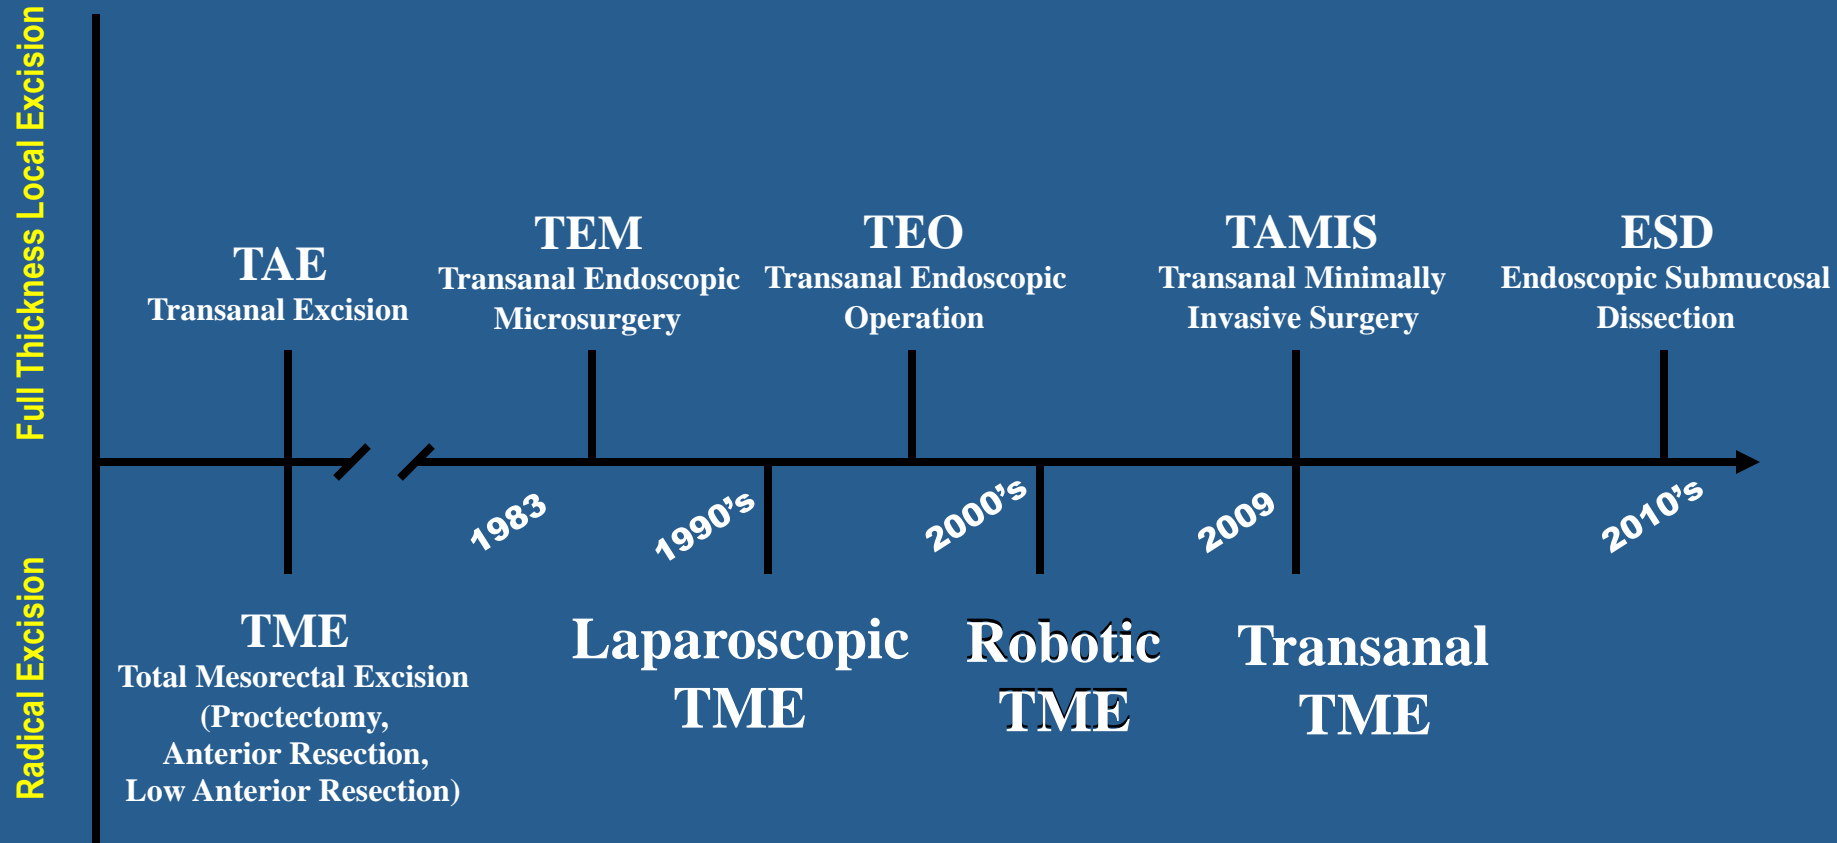 Full Thickness Local Excision
TAE
Transanal Excision
TEM
Transanal Endoscopic
Microsurgery
TEO
Transanal Endoscopic
Operation
TAMIS
Transanal Minimally
Invasive Surgery
ESD
Endoscopic Submucosal
Dissection
1983
1990's
2000's
2009
2010's
Radical Excision
TME
Total Mesorectal Excision
(Proctectomy,
Anterior Resection,
Low Anterior Resection)
Laparoscopic
TME
Robotic
TME
Transanal
TME